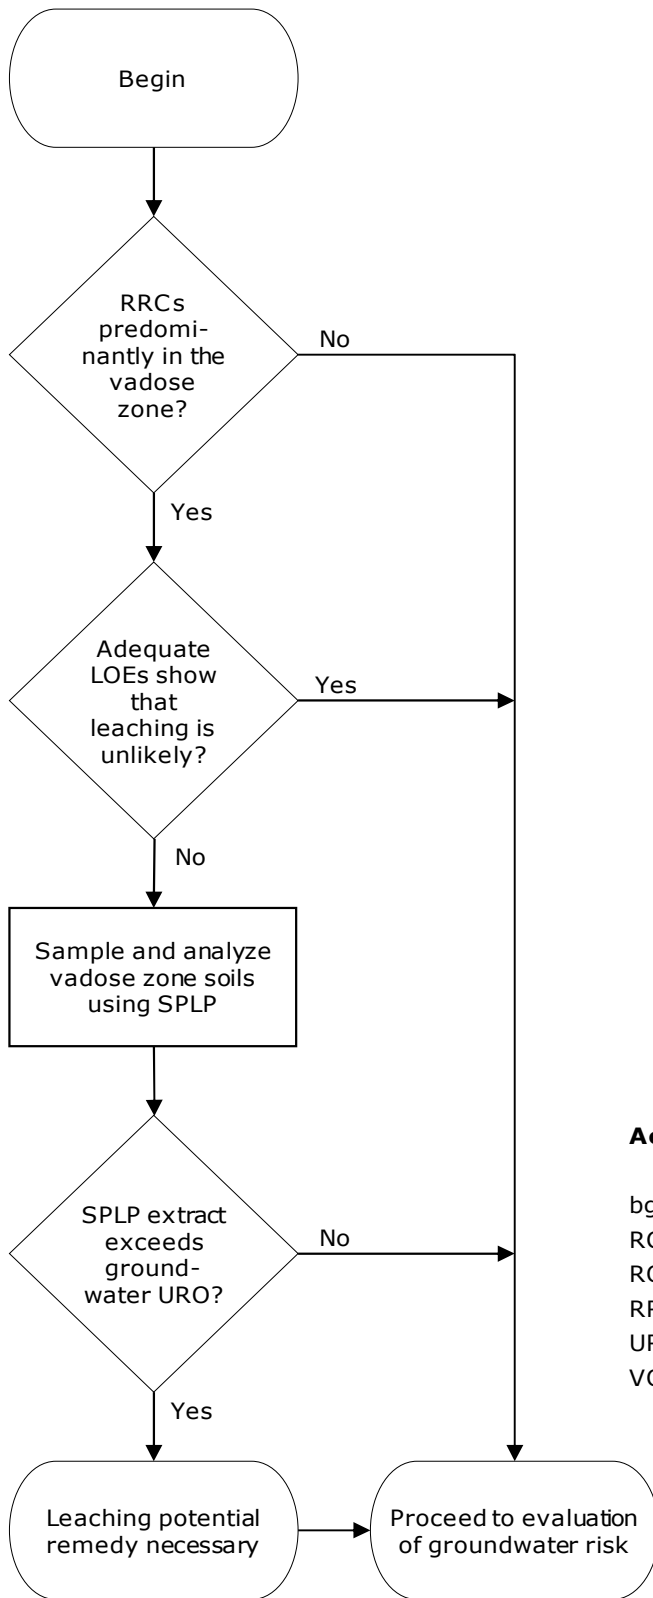 Begin
RRCs
predomi-
nantly in the
vadose
zone?
No
Yes
Adequate
LOEs show
that
leaching is
unlikely?
Yes
No
Sample and analyze
vadose zone soils
using SPLP
SPLP extract
exceeds
ground-
water URO?
No
Yes
Leaching potential
remedy necessary
Proceed to evaluation
of groundwater risk